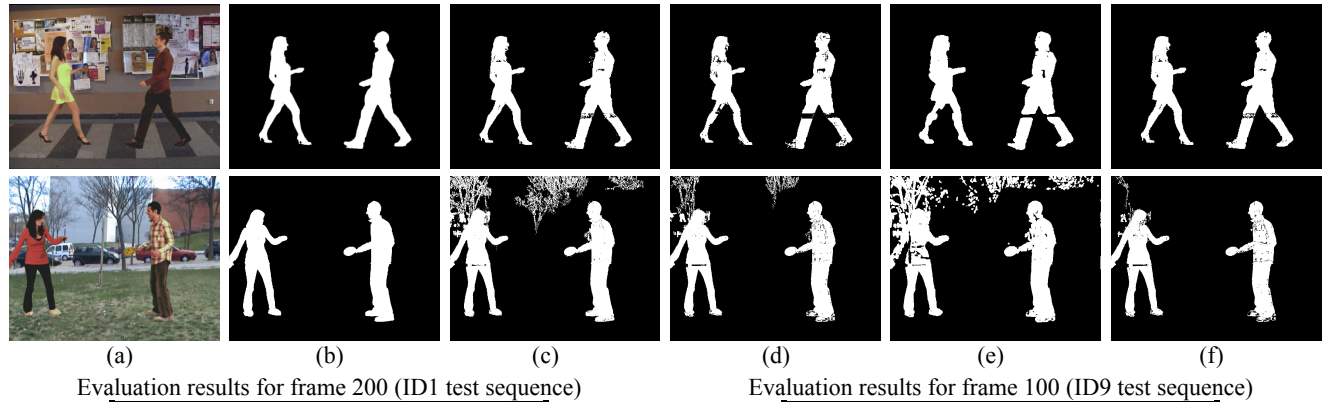 (a) (b) (c) (d) (e) (f)
Evaluation results for frame 200 (ID1 test sequence) Evaluation results for frame 100 (ID9 test sequence)